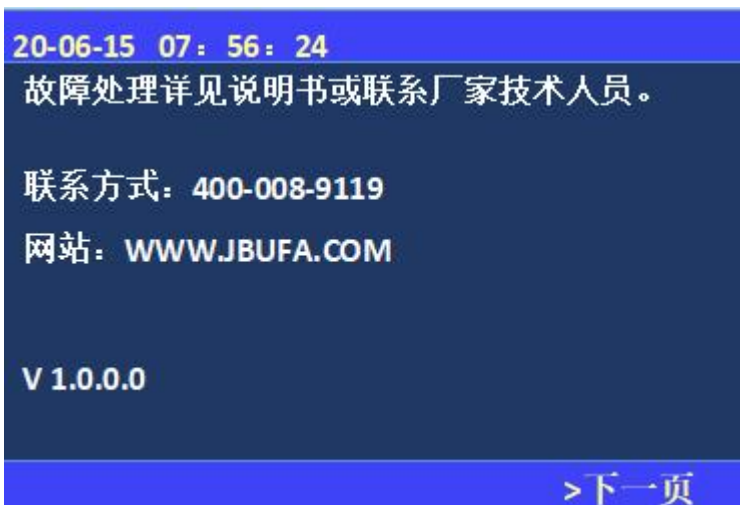 20-06-15 07：56：24
故障处理详见说明书或联系厂家技术人员。
联系方式：400-008-9119
网站：WWW.JBUFA.COM
V 1.0.0.0
>下一页